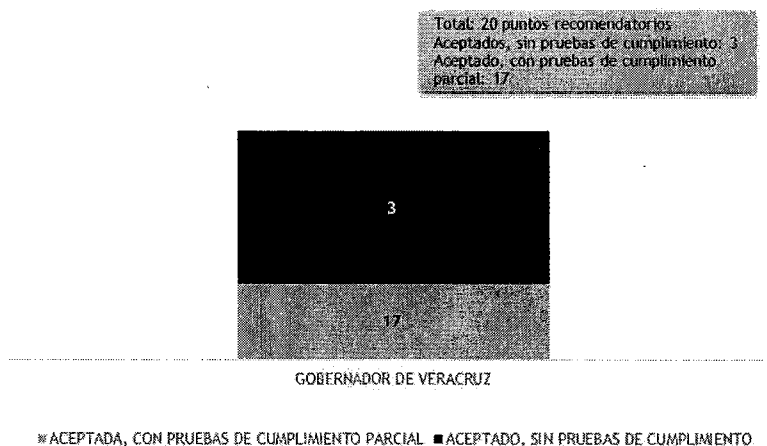 Total: 20 puntos recomendatorios
Aceptados, sin pruebas de cumplimiento: 3
Aceptado, con pruebas de cumplimiento
parcial: 17
3
17
GOBERNADOR DE VERACRUZ
ACEPTADA, CON PRUEBAS DE CUMPLIMIENTO PARCIAL ACEPTADO, SIN PRUEBAS DE CUMPLIMIENTO